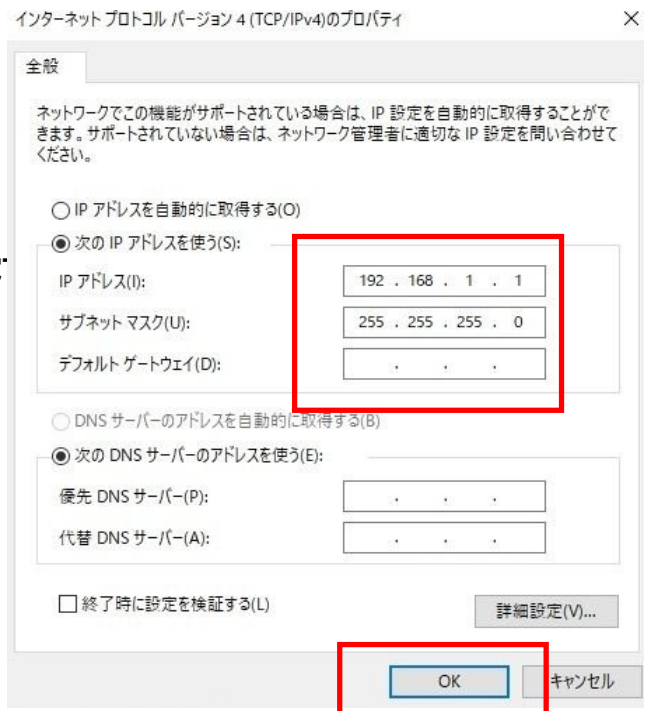 インターネット プロトコル バージョン 4 (TCP/IPv4)のプロパティ
全般
ネットワークでこの機能がサポートされている場合は、IP 設定を自動的に取得することがで
きます。サポートされていない場合は、ネットワーク管理者に適切な IP 設定を問い合わせて
ください。
IP アドレスを自動的に取得する(O)
次の IP アドレスを使う(S):
IP アドレス(I): 192 . 168 . 1 . 1
サブネット マスク(U): 255 . 255 . 255 . 0
デフォルト ゲートウェイ(D): . . .
DNS サーバーのアドレスを自動的に取得する(B)
次の DNS サーバーのアドレスを使う(E):
優先 DNS サーバー(P): . . .
代替 DNS サーバー(A): . . .
終了時に設定を検証する(L)
詳細設定(V)...
OK キャンセル